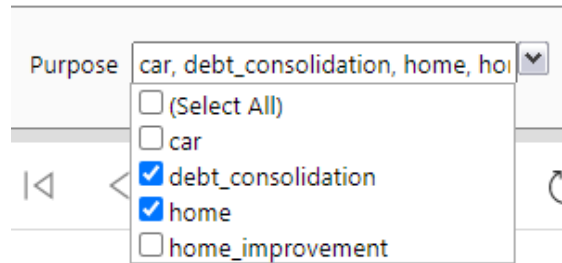 Purpose car, debt_consolidation, home, ho
(Select All)
car
debt_consolidation
home
home_improvement